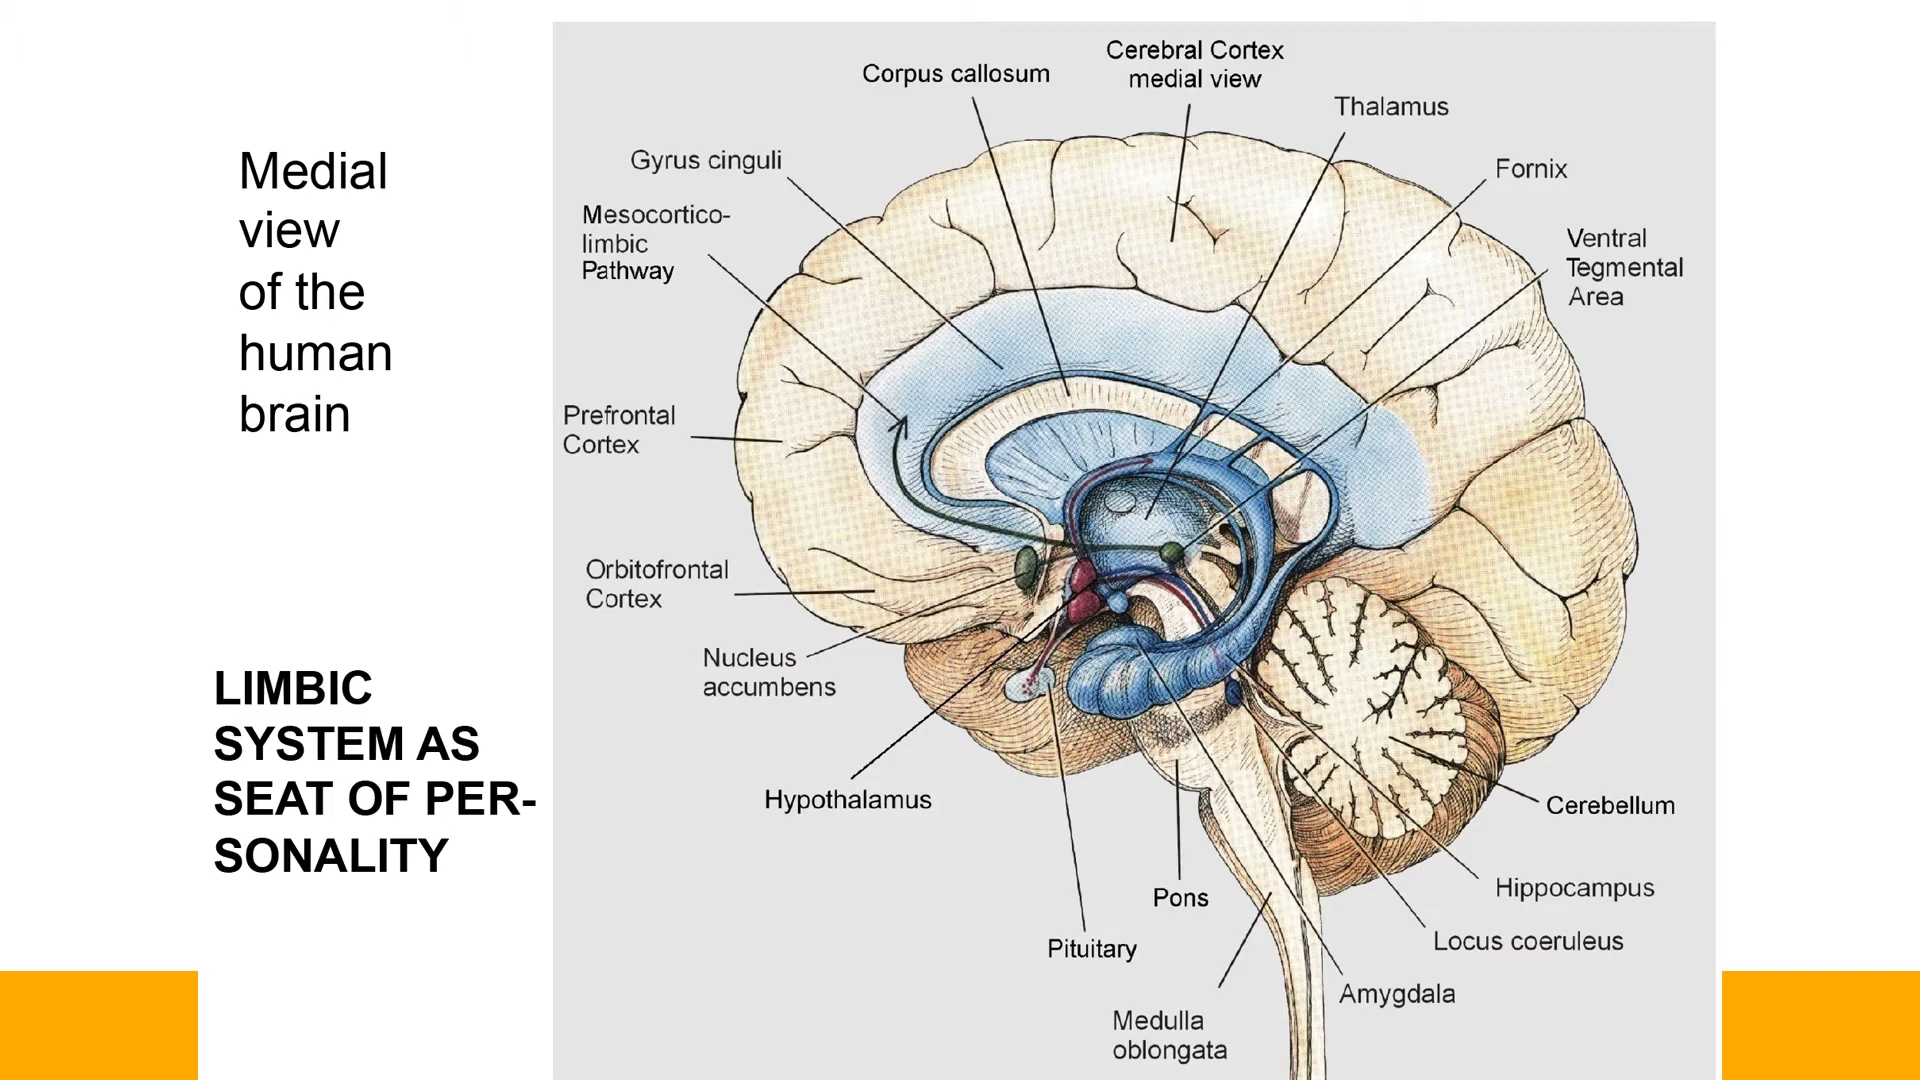 Medial
view
of the
human
brain
LIMBIC
SYSTEM AS
SEAT OF PER-
SONALITY
Corpus callosum
Cerebral Cortex
medial view
Thalamus
Gyrus cinguli
Fornix
Mesocortico-
limbic
Pathway
Ventral
Tegmental
Area
Prefrontal
Cortex
Orbitofrontal
Cortex
Nucleus
accumbens
Hypothalamus
Cerebellum
Pons
Hippocampus
Pituitary
Locus coeruleus
Amygdala
Medulla
oblongata